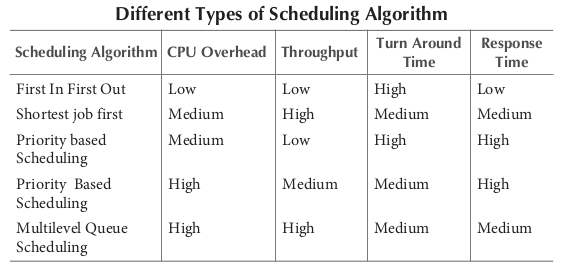 Different Types of Scheduling Algorithm
Scheduling Algorithm CPU Overhead Throughput Turn Around Time Response Time
First In First Out Low Low High Low
Shortest job first Medium High Medium Medium
Priority based Scheduling Medium Low High High
Priority Based Scheduling High Medium Medium High
Multilevel Queue Scheduling High High Medium Medium